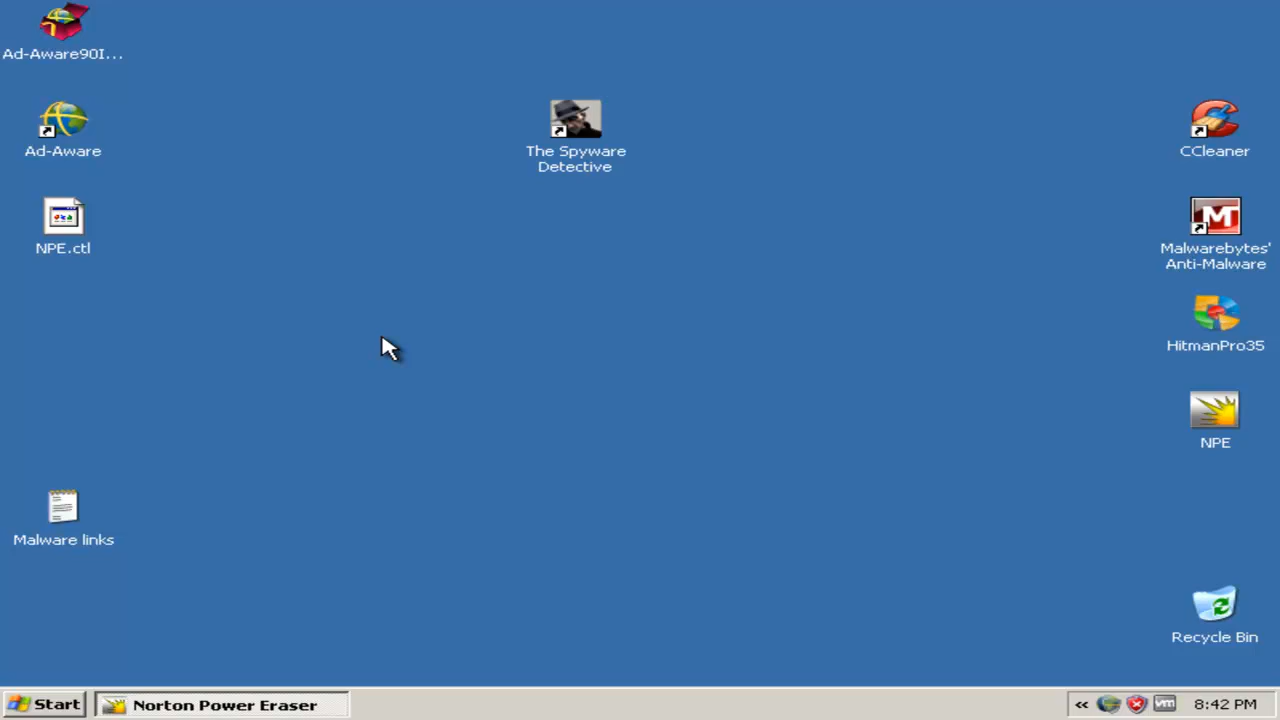 Ad-Aware90I...
Ad-Aware
The Spyware
Detective
CCleaner
NPE.ctl
Malwarebytes'
Anti-Malware
HitmanPro35
NPE
Malware links
Recycle Bin
Start
Norton Power Eraser
«
vm
8:42 PM